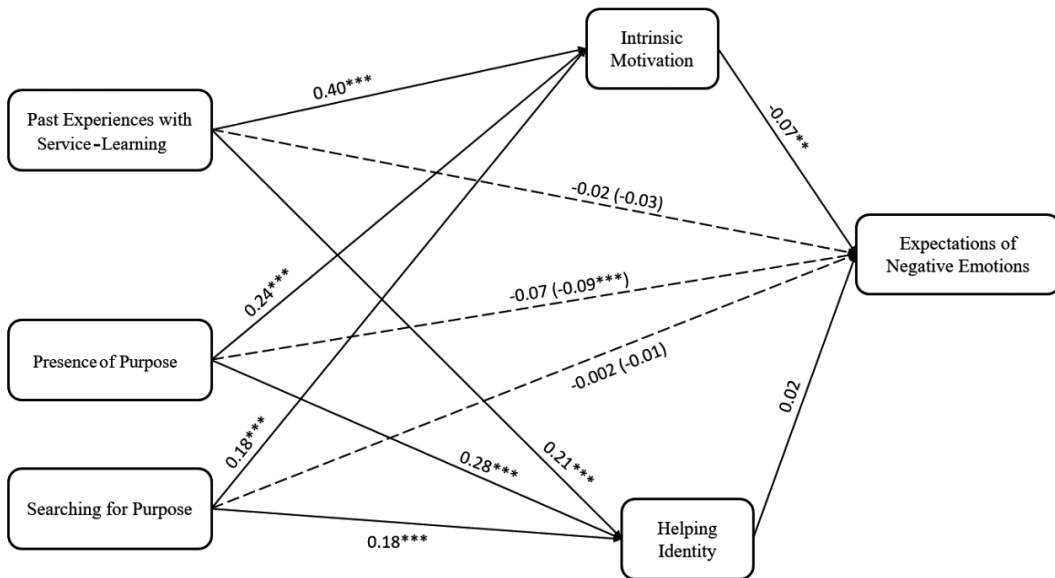 Intrinsic
Motivation
0.40***
Past Experiences with
Service-Learning
-0.07**
-0.02 (-0.03)
Expectations of
Negative Emotions
0.24***
-0.07 (-0.09***)
Presence of Purpose
-0.002 (-0.01)
0.02
0.18***
0.28***
0.21***
Searching for Purpose
0.18***
Helping
Identity